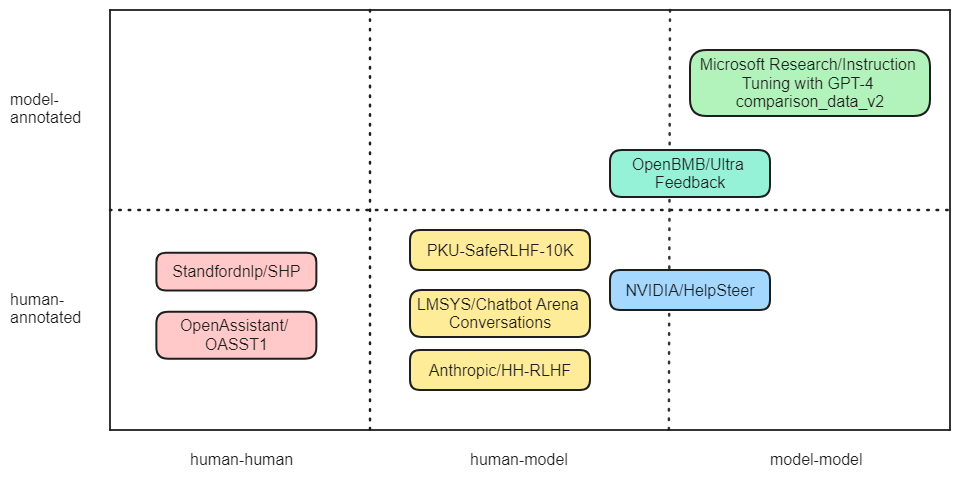 model-
annotated
Microsoft Research/Instruction
Tuning with GPT-4
comparison_data_v2
OpenBMB/Ultra
Feedback
human-
annotated
Standfordnlp/SHP
OpenAssistant/
OASST1
PKU-SafeRLHF-10K
LMSYS/Chatbot Arena
Conversations
Anthropic/HH-RLHF
NVIDIA/HelpSteer
human-human
human-model
model-model